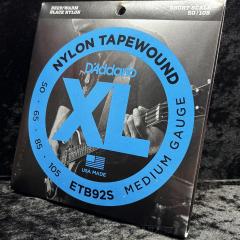 DEEP/WARM
BLACK NYLON
SHORT SCALE
50/105
D'Addario
NYLON TAPEWOUND
XL
50 65 85 105
USA MADE
ETB92S
MEDIUM GAUGE